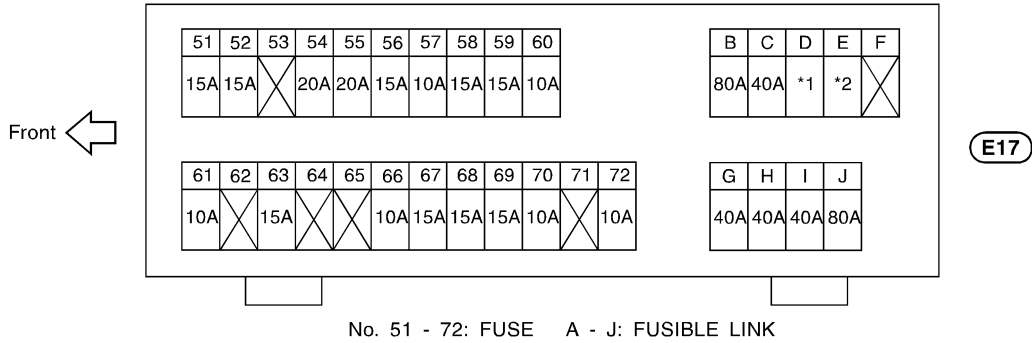 51 52 53 54 55 56 57 58 59 60
15A 15A 20A 20A 15A 10A 15A 15A 10A
B C D E F
80A 40A *1 *2
Front
E17
61 62 63 64 65 66 67 68 69 70 71 72
10A 15A 10A 15A 15A 15A 10A 10A
G H I J
40A 40A 40A 80A
No. 51 - 72: FUSE A - J: FUSIBLE LINK